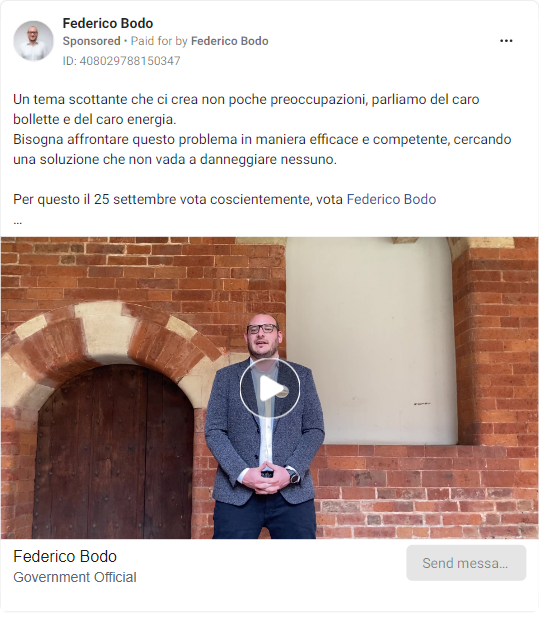 Federico Bodo
Sponsored • Paid for by Federico Bodo
ID: 408029788150347
Un tema scottante che ci crea non poche preoccupazioni, parliamo del caro
bollette e del caro energia.
Bisogna affrontare questo problema in maniera efficace e competente, cercando
una soluzione che non vada a danneggiare nessuno.
Per questo il 25 settembre vota coscientemente, vota Federico Bodo
...
Federico Bodo
Government Official
Send messa...